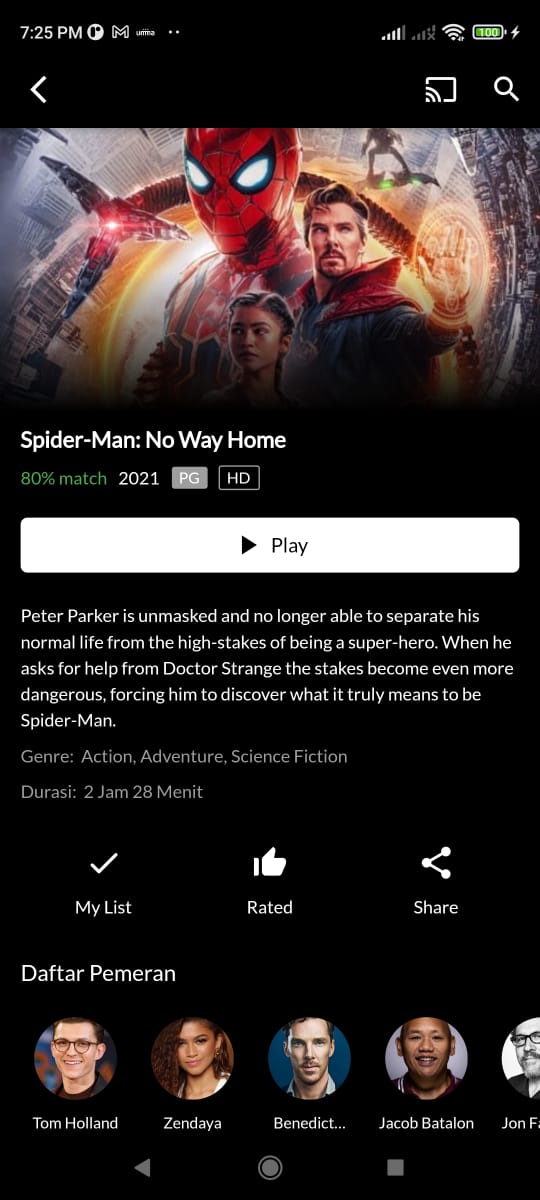 7:25 PM
100
Spider-Man: No Way Home
80% match 2021 PG HD
Play
Peter Parker is unmasked and no longer able to separate his
normal life from the high-stakes of being a super-hero. When he
asks for help from Doctor Strange the stakes become even more
dangerous, forcing him to discover what it truly means to be
Spider-Man.
Genre: Action, Adventure, Science Fiction
Durasi: 2 Jam 28 Menit
My List Rated Share
Daftar Pemeran
Tom Holland Zendaya Benedict... Jacob Batalon Jon